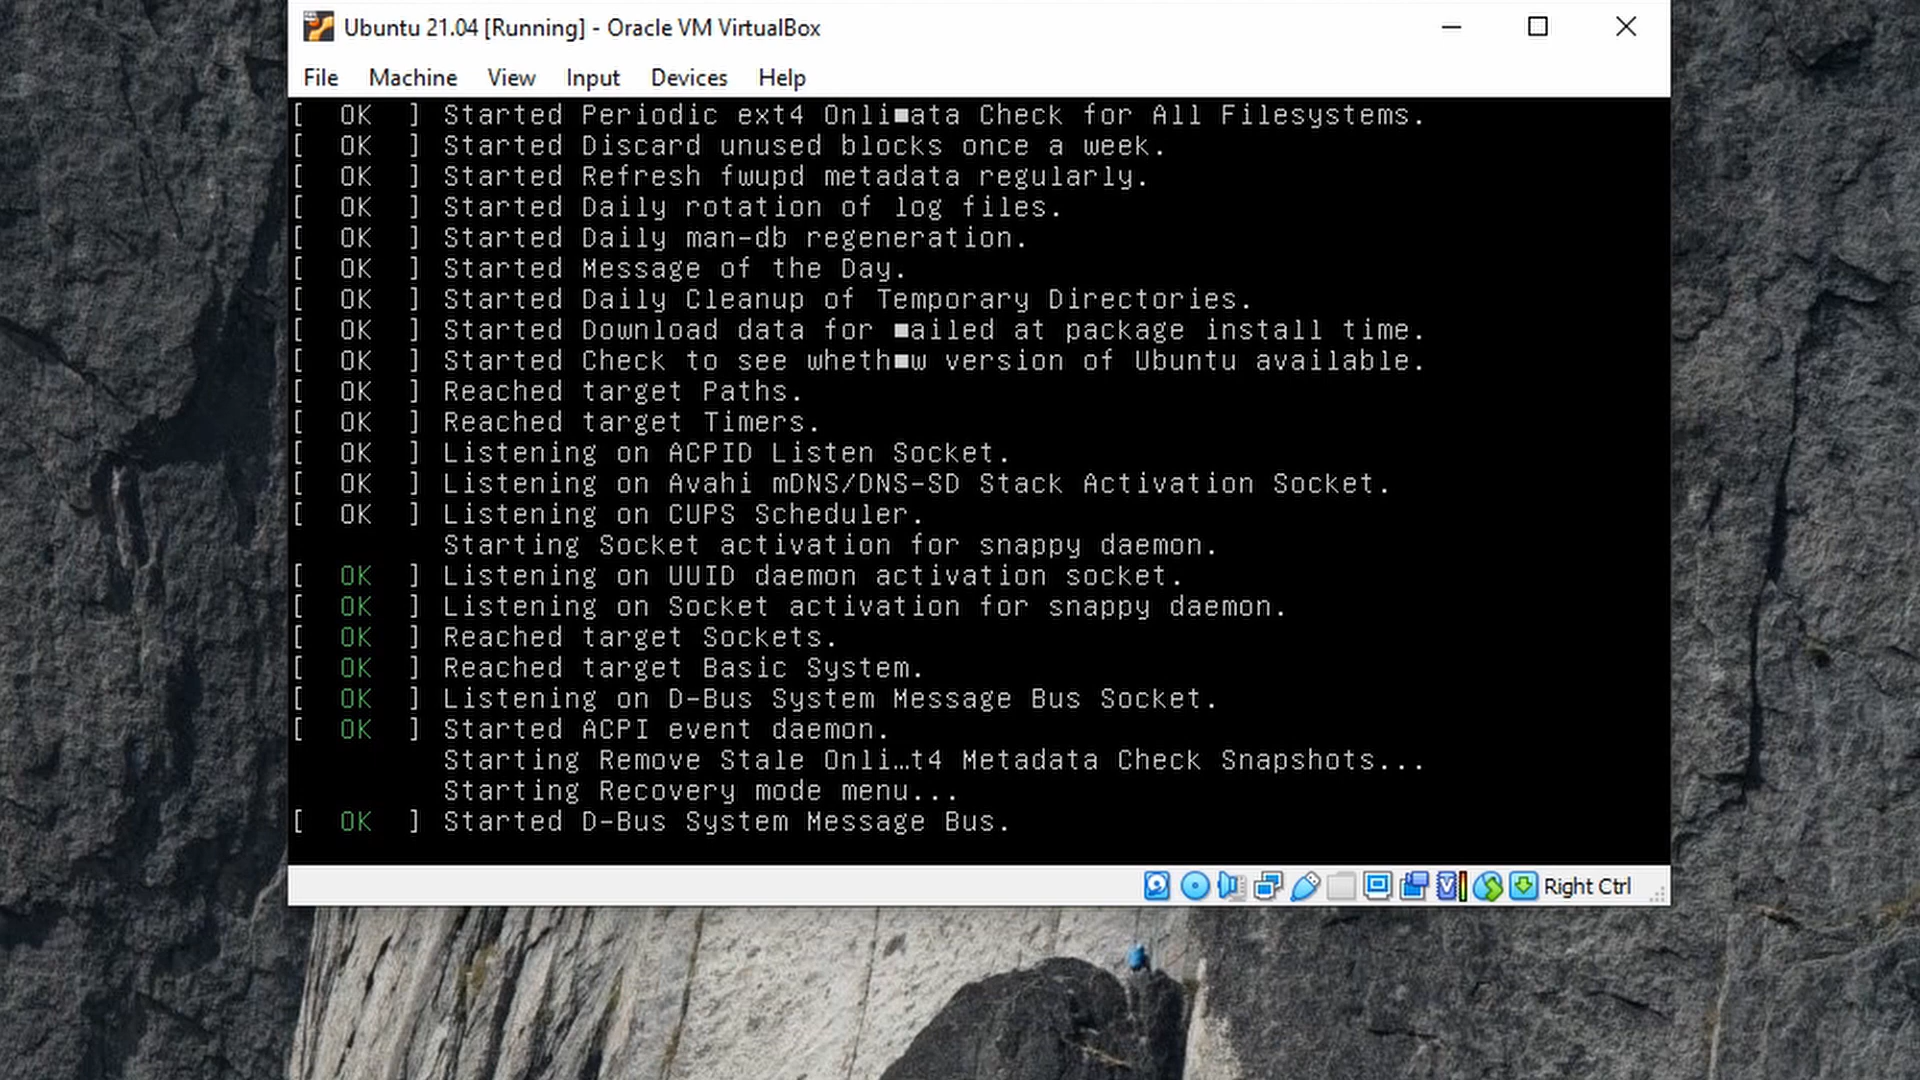 Ubuntu 21.04 [Running] - Oracle VM VirtualBox
File Machine View Input Devices Help
[ OK ] Started Periodic ext4 Onli■ata Check for All Filesystems.
[ OK ] Started Discard unused blocks once a week.
[ OK ] Started Refresh fwupd metadata regularly.
[ OK ] Started Daily rotation of log files.
[ OK ] Started Daily man-db regeneration.
[ OK ] Started Message of the Day.
[ OK ] Started Daily Cleanup of Temporary Directories.
[ OK ] Started Download data for ■ailed at package install time.
[ OK ] Started Check to see wheth■w version of Ubuntu available.
[ OK ] Reached target Paths.
[ OK ] Reached target Timers.
[ OK ] Listening on ACPID Listen Socket.
[ OK ] Listening on Avahi mDNS/DNS-SD Stack Activation Socket.
[ OK ] Listening on CUPS Scheduler.
Starting Socket activation for snappy daemon.
[ OK ] Listening on UUID daemon activation socket.
[ OK ] Listening on Socket activation for snappy daemon.
[ OK ] Reached target Sockets.
[ OK ] Reached target Basic System.
[ OK ] Listening on D-Bus System Message Bus Socket.
[ OK ] Started ACPI event daemon.
Starting Remove Stale Onli…t4 Metadata Check Snapshots...
Starting Recovery mode menu...
[ OK ] Started D-Bus System Message Bus.
Right Ctrl